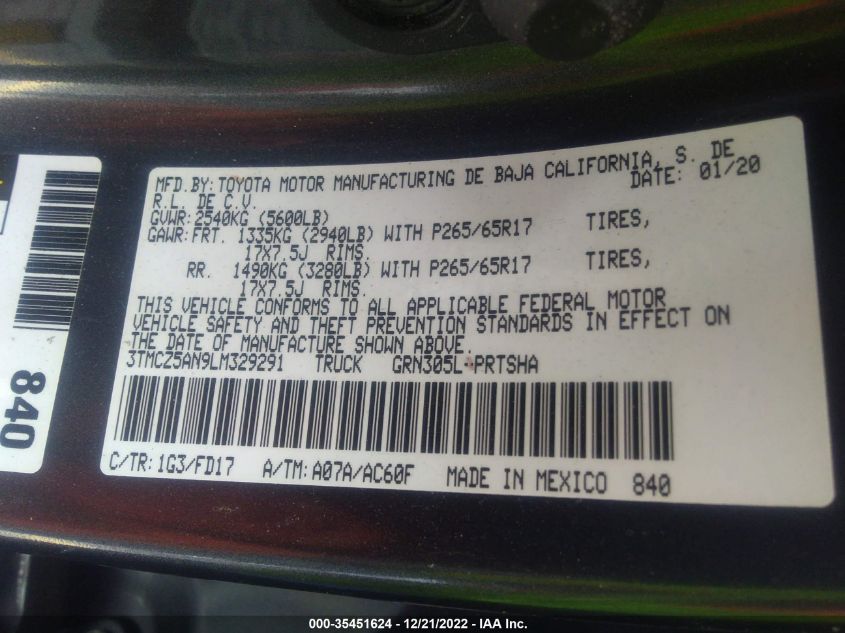 MFD.BY: TOYOTA MOTOR MANUFACTURING DE BAJA CALIFORNIA, S. DE
R.L. DE C.V. DATE: 01/20
GVWR: 2540KG (5600LB)
GAWR: FRT. 1335KG (2940LB) WITH P265/65R17 TIRES,
17X7.5J RIMS.
RR. 1490KG (3280LB) WITH P265/65R17 TIRES,
17X7.5J RIMS.
THIS VEHICLE CONFORMS TO ALL APPLICABLE FEDERAL MOTOR
VEHICLE SAFETY AND THEFT PREVENTION STANDARDS IN EFFECT ON
THE DATE OF MANUFACTURE SHOWN ABOVE.
3TMCZ5AN9LM329291 TRUCK GRN305L-PRTSHA
C/TR: 1G3/FD17 A/TM: A07A/AC60F MADE IN MEXICO 840
840
000-35451624 - 12/21/2022 - IAA Inc.